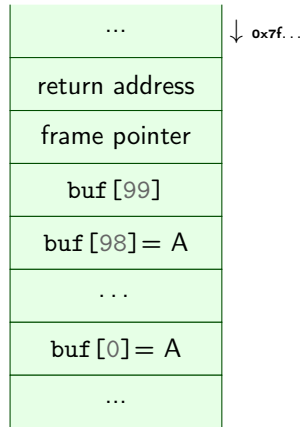 ...
↓ 0x7f...
return address
frame pointer
buf[99]
buf[98]= A
...
buf[0]= A
...